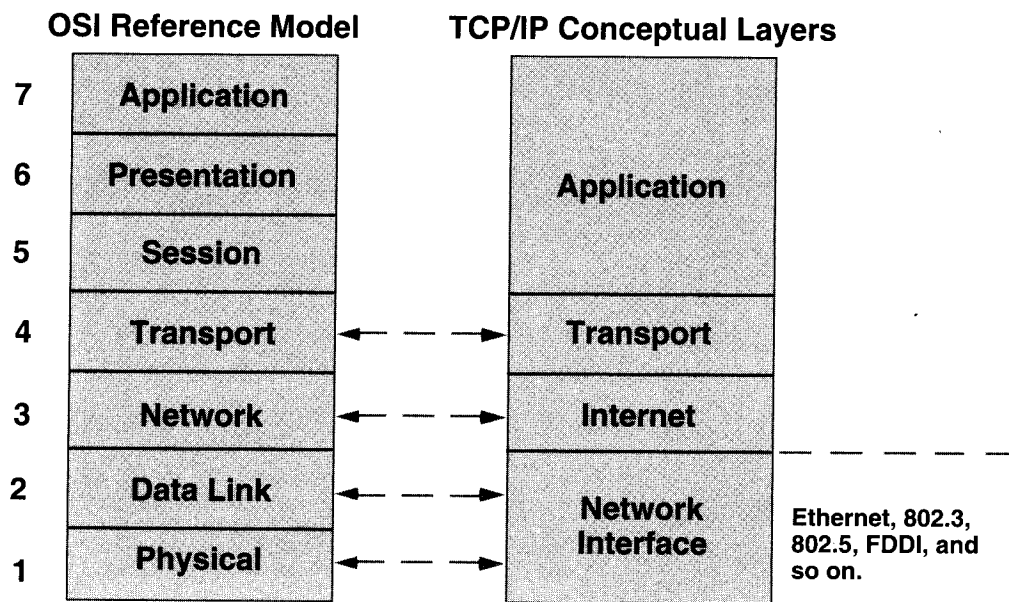 OSI Reference Model
TCP/IP Conceptual Layers
7
Application
6
Presentation
5
Session
4
Transport
3
Network
2
Data Link
1
Physical
Application
Transport
Internet
Network
Interface
Ethernet, 802.3,
802.5, FDDI, and
so on.